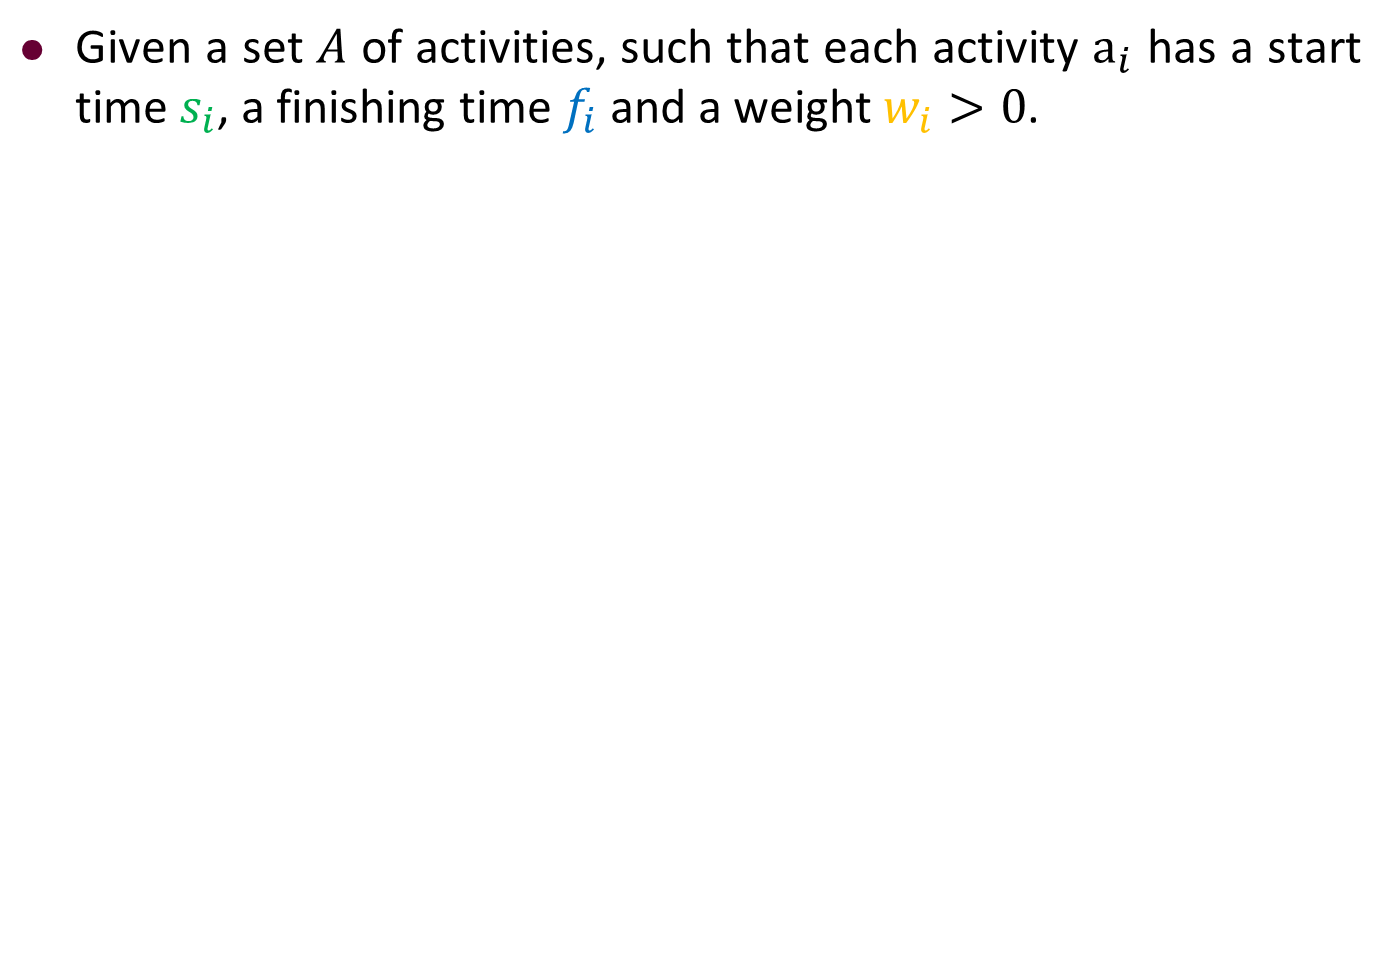 • Given a set A of activities, such that each activity aᵢ has a start
time sᵢ, a finishing time fᵢ and a weight wᵢ > 0.